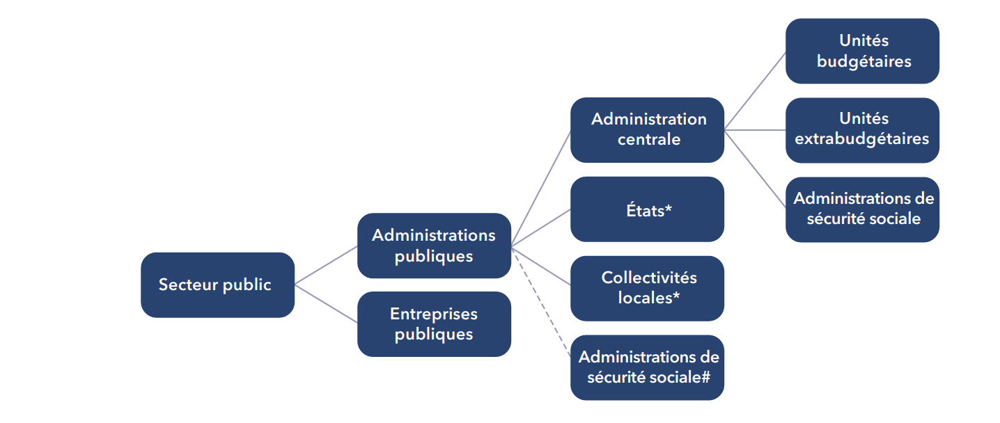 Secteur public
Administrations
publiques
Entreprises
publiques
Administration
centrale
États*
Collectivités
locales*
Administrations de
sécurité sociale#
Unités
budgétaires
Unités
extrabudgétaires
Administrations de
sécurité sociale